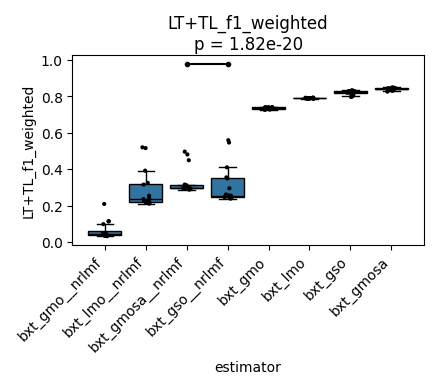 LT+TL_f1_weighted
p = 1.82e-20
LT+TL_f1_weighted
1.0
0.8
0.6
0.4
0.2
0.0
bxt_gmo__nrlmf
bxt_lmo__nrlmf
bxt_gmosa__nrlmf
bxt_gso__nrlmf
bxt_gmo
bxt_lmo
bxt_gso
bxt_gmosa
estimator